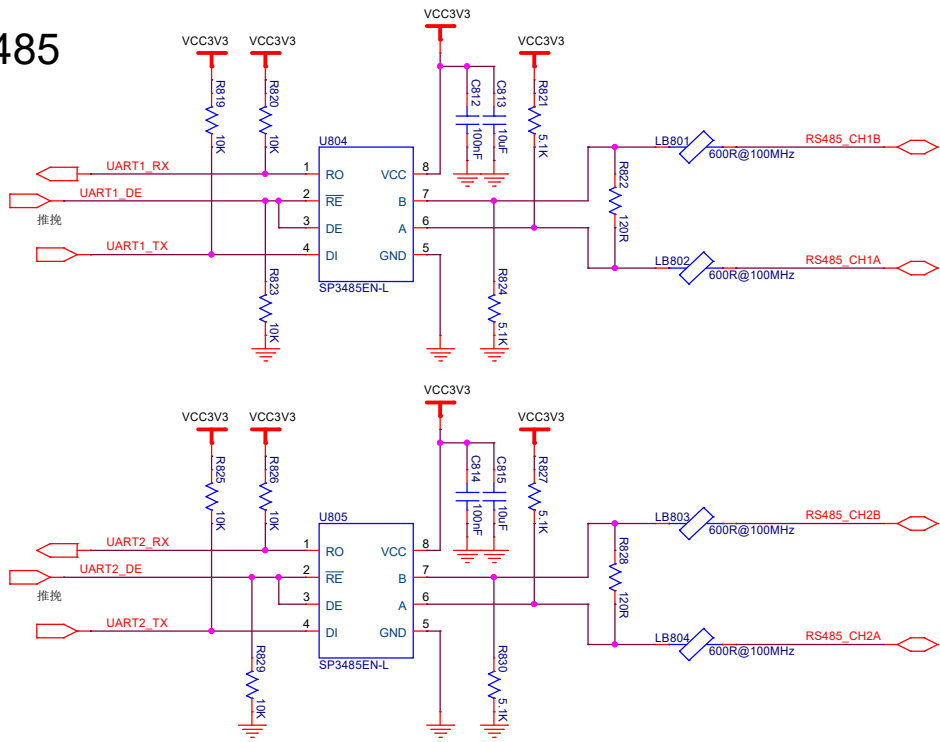 485
VCC3V3
VCC3V3
VCC3V3
VCC3V3
R819
10K
R820
10K
C812
100nF
C813
10uF
R821
5.1K
U804
UART1_RX
1
RO
VCC
8
UART1_DE
2
RE
B
7
推挽
3
DE
A
6
UART1_TX
4
DI
GND
5
SP3485EN-L
R823
10K
R824
5.1K
LB801
600R@100MHz
RS485_CH1B
R822
120R
LB802
600R@100MHz
RS485_CH1A
VCC3V3
VCC3V3
VCC3V3
VCC3V3
R825
10K
R826
10K
C814
100nF
C815
10uF
R827
5.1K
U805
UART2_RX
1
RO
VCC
8
UART2_DE
2
RE
B
7
推挽
3
DE
A
6
UART2_TX
4
DI
GND
5
SP3485EN-L
R829
10K
R830
5.1K
LB803
600R@100MHz
RS485_CH2B
R828
120R
LB804
600R@100MHz
RS485_CH2A